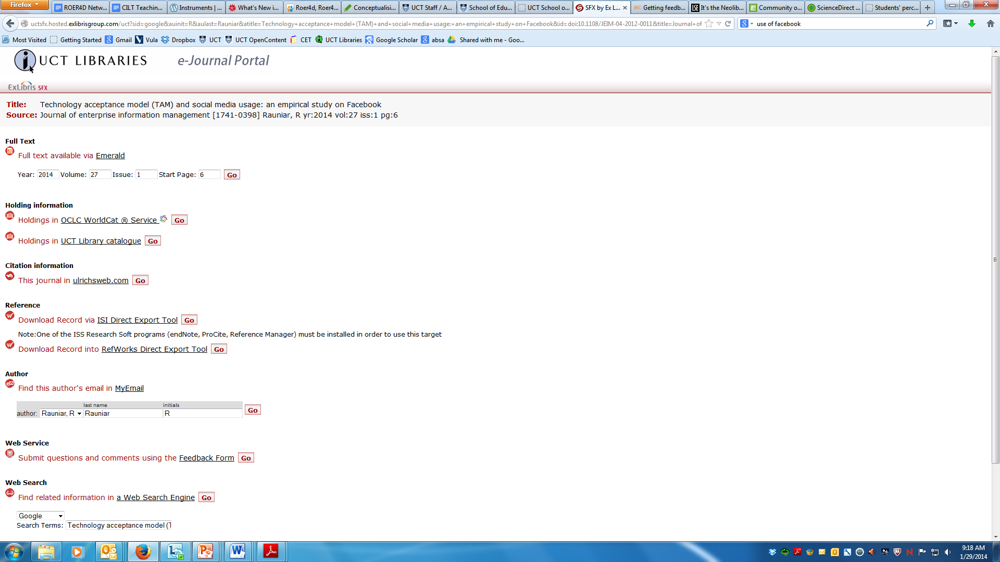 Firefox
ROER4D Netw...
CILT Teachin...
Instruments | ...
What's New i...
Roer4d, Roer4...
Conceptualisi...
UCT Staff / A...
School of Edu...
UCT School o...
SFX by Ex L...
JISC Getting feedb...
It's the Neolib...
Community o...
ScienceDirect ...
Students' perc...
uctsfx.hosted.exlibrisgroup.com/uct?sid=google&auinit=R&aulast=Rauniar&atitle=Technology+acceptance+model+(TAM)+and+social+media+usage:+an+empirical+study+on+Facebook&id=doi:10.1108/JEIM-04-2012-0011&title=Journal+of
use of facebook
Most Visited Getting Started Gmail Vula Dropbox UCT UCT OpenContent CET UCT Libraries Google Scholar absa Shared with me - Goo...
UCT LIBRARIES e-Journal Portal
ExLibris SFX
Title: Technology acceptance model (TAM) and social media usage: an empirical study on Facebook
Source: Journal of enterprise information management [1741-0398] Rauniar, R yr:2014 vol:27 iss:1 pg:6
Full Text
Full text available via Emerald
Year: 2014 Volume: 27 Issue: 1 Start Page: 6 Go
Holding information
Holdings in OCLC WorldCat ® Service Go
Holdings in UCT Library catalogue Go
Citation information
This journal in ulrichsweb.com Go
Reference
Download Record via ISI Direct Export Tool Go
Note:One of the ISS Research Soft programs (endNote, ProCite, Reference Manager) must be installed in order to use this target
Download Record into RefWorks Direct Export Tool Go
Author
Find this author's email in MyEmail
last name initials
author: Rauniar, R Rauniar R Go
Web Service
Submit questions and comments using the Feedback Form Go
Web Search
Find related information in a Web Search Engine Go
Google
Search Terms: Technology acceptance model (T
9:18 AM
1/29/2014